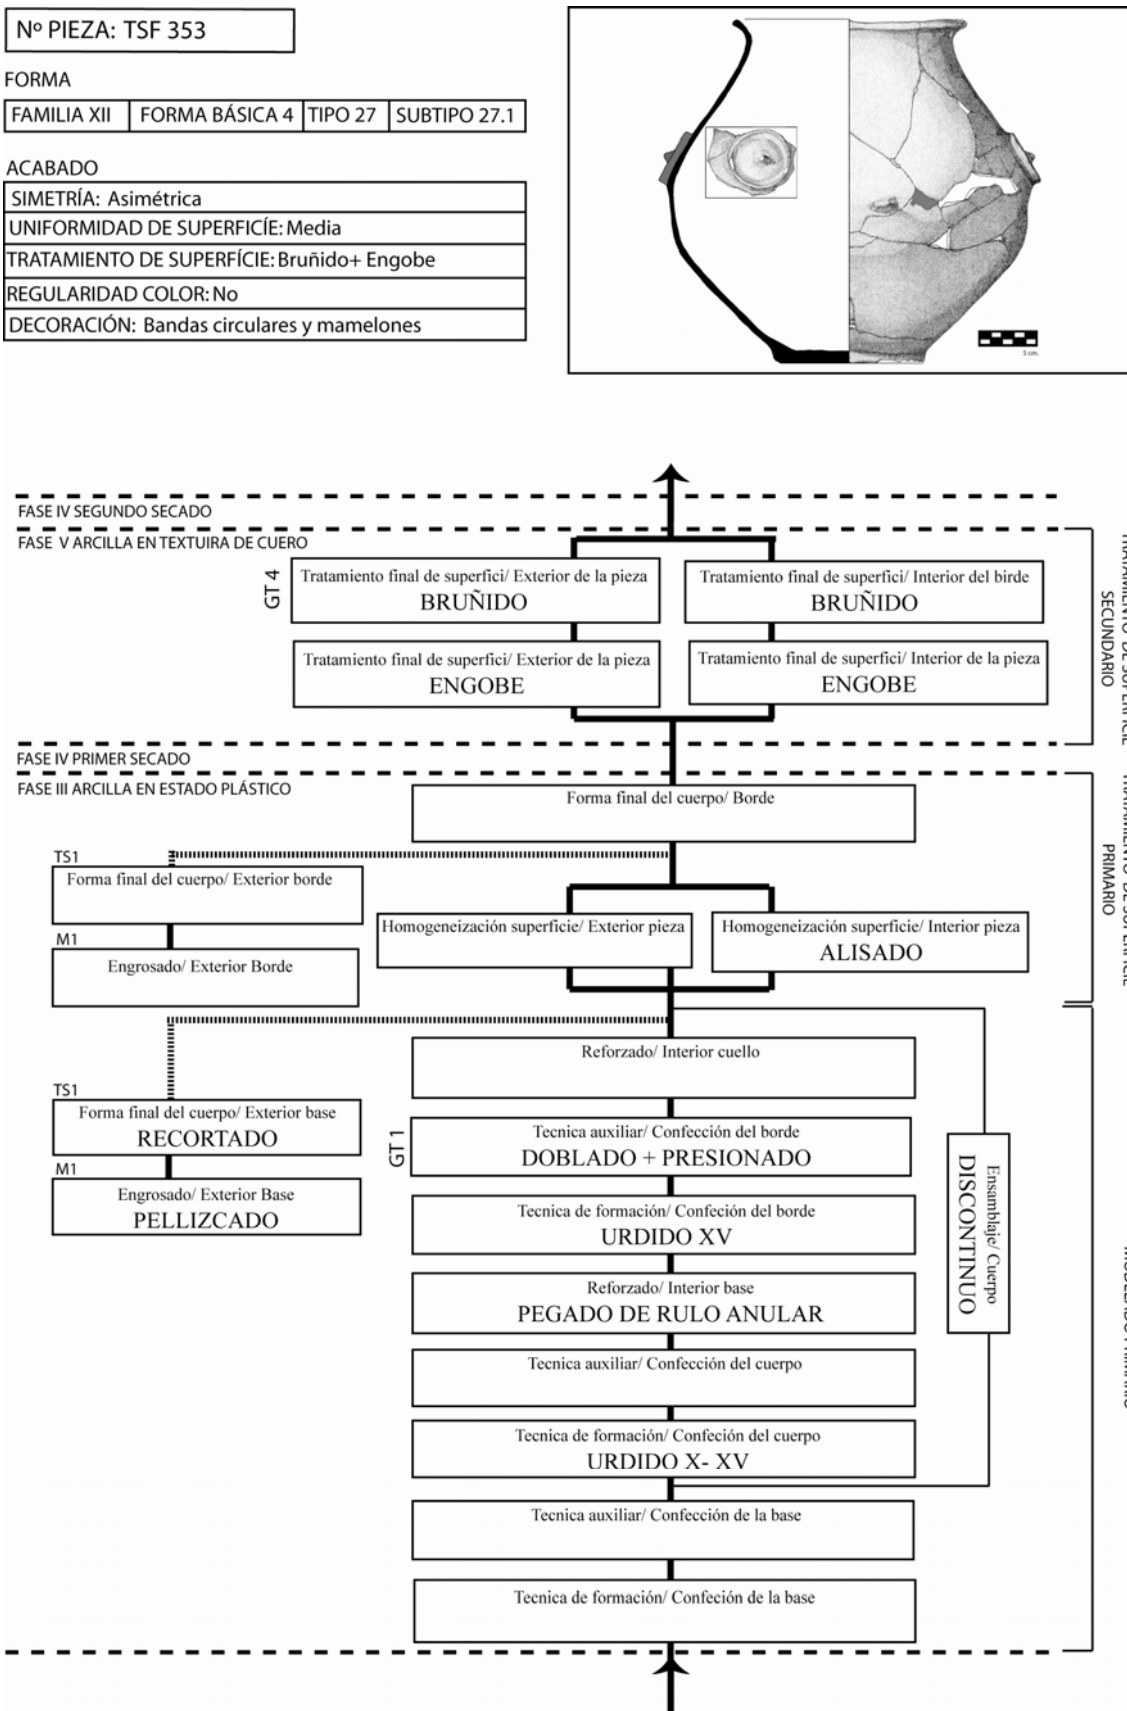 Nº PIEZA: TSF 353
FORMA
FAMILIA XII FORMA BÁSICA 4 TIPO 27 SUBTIPO 27.1
ACABADO
SIMETRÍA: Asimétrica
UNIFORMIDAD DE SUPERFICÍE: Media
TRATAMIENTO DE SUPERFÍCIE: Bruñido+ Engobe
REGULARIDAD COLOR: No
DECORACIÓN: Bandas circulares y mamelones
5 cm.
FASE IV SEGUNDO SECADO
FASE V ARCILLA EN TEXTUIRA DE CUERO
GT 4
Tratamiento final de superfici/ Exterior de la pieza
BRUÑIDO
Tratamiento final de superfici/ Interior del birde
BRUÑIDO
Tratamiento final de superfici/ Exterior de la pieza
ENGOBE
Tratamiento final de superfici/ Interior de la pieza
ENGOBE
SECUNDARIO
FASE IV PRIMER SECADO
FASE III ARCILLA EN ESTADO PLÁSTICO
Forma final del cuerpo/ Borde
TS1
Forma final del cuerpo/ Exterior borde
M1
Engrosado/ Exterior Borde
Homogeneización superficie/ Exterior pieza
Homogeneización superficie/ Interior pieza
ALISADO
PRIMARIO
Reforzado/ Interior cuello
TS1
Forma final del cuerpo/ Exterior base
RECORTADO
M1
Engrosado/ Exterior Base
PELLIZCADO
GT 1
Tecnica auxiliar/ Confección del borde
DOBLADO + PRESIONADO
Tecnica de formación/ Confeción del borde
URDIDO XV
Reforzado/ Interior base
PEGADO DE RULO ANULAR
Tecnica auxiliar/ Confección del cuerpo
Tecnica de formación/ Confeción del cuerpo
URDIDO X- XV
Ensamblaje/ Cuerpo
DISCONTINUO
Tecnica auxiliar/ Confección de la base
Tecnica de formación/ Confeción de la base